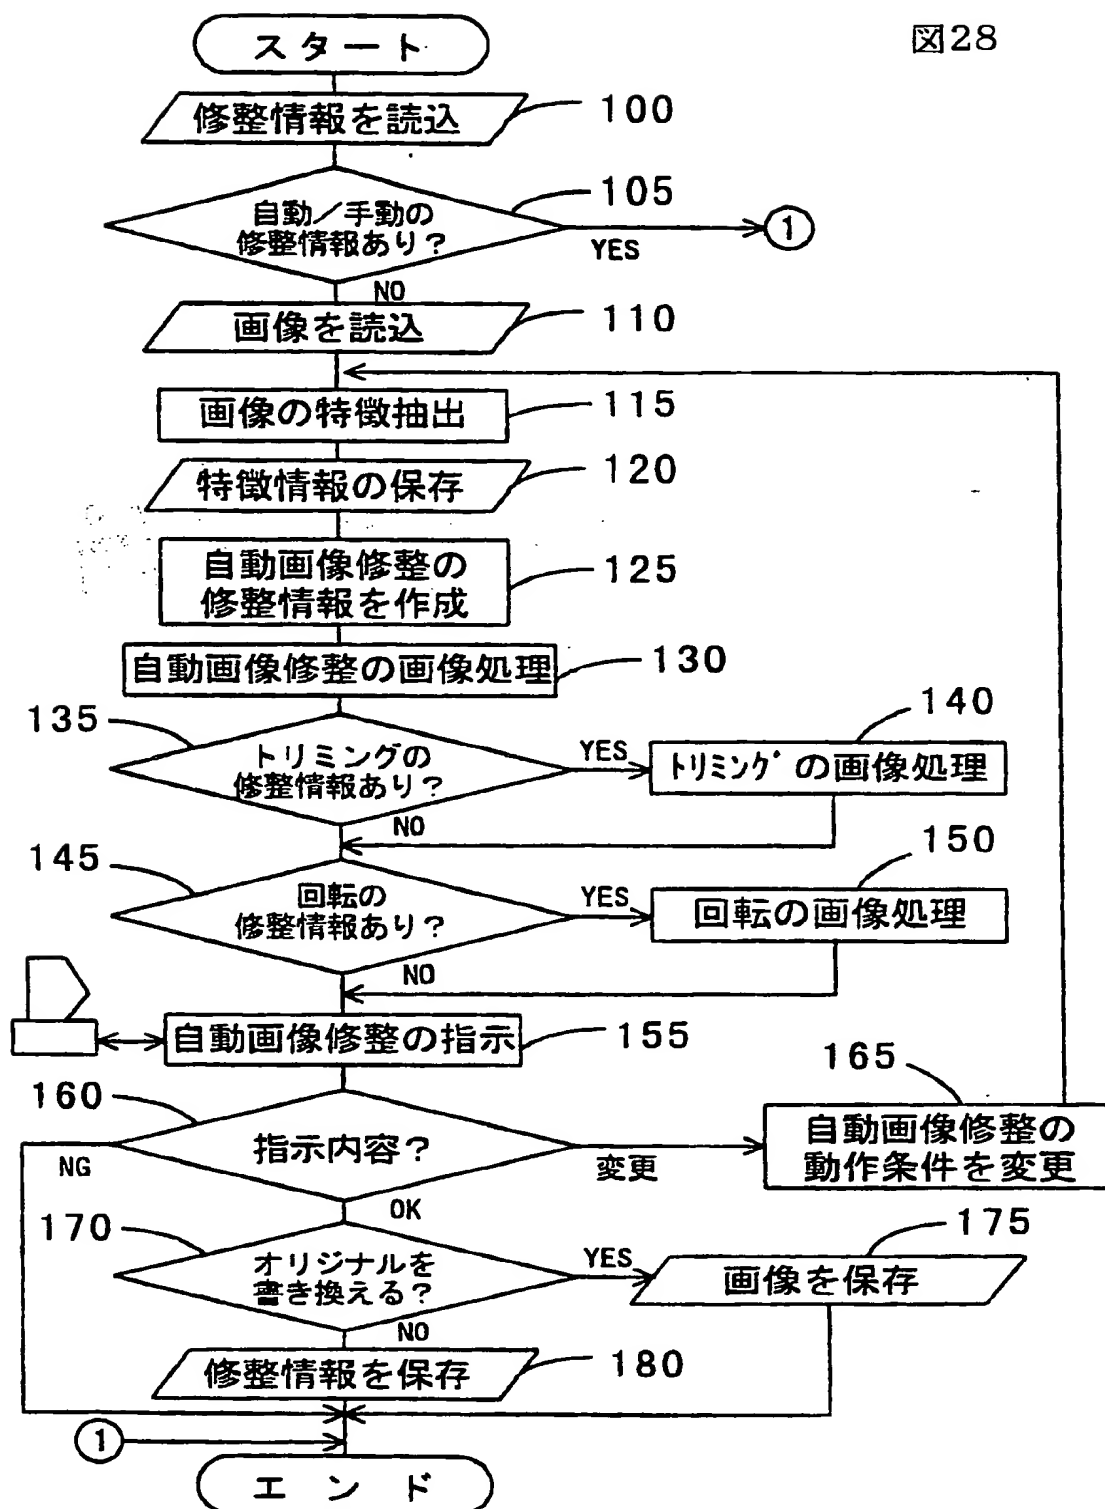 図28
スタート
修整情報を読込
100
自動／手動の
修整情報あり？
105
YES
①
NO
画像を読込
110
画像の特徴抽出
115
特徴情報の保存
120
自動画像修整の
修整情報を作成
125
自動画像修整の画像処理
130
135
トリミングの
修整情報あり？
YES
140
ﾄﾘﾐﾝｸﾞの画像処理
NO
145
回転の
修整情報あり？
YES
150
回転の画像処理
NO
自動画像修整の指示
155
160
指示内容？
NG
変更
165
自動画像修整の
動作条件を変更
OK
170
オリジナルを
書き換える？
YES
175
画像を保存
NO
修整情報を保存
180
①
エンド